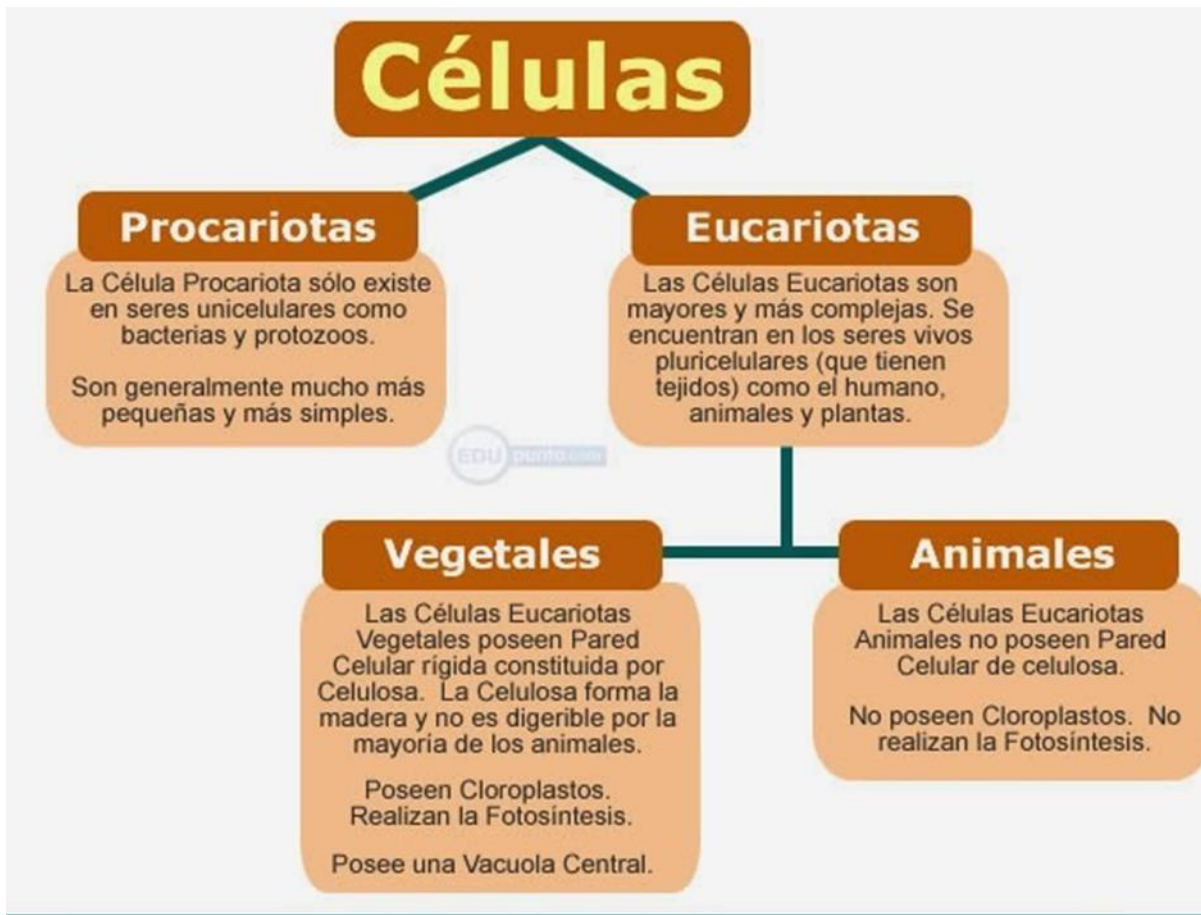 Células
Procariotas
La Célula Procariota sólo existe
en seres unicelulares como
bacterias y protozoos.
Son generalmente mucho más
pequeñas y más simples.
Eucariotas
Las Células Eucariotas son
mayores y más complejas. Se
encuentran en los seres vivos
pluricelulares (que tienen
tejidos) como el humano,
animales y plantas.
EDU punto.com
Vegetales
Las Células Eucariotas
Vegetales poseen Pared
Celular rígida constituida por
Celulosa. La Celulosa forma la
madera y no es digerible por la
mayoría de los animales.
Poseen Cloroplastos.
Realizan la Fotosíntesis.
Posee una Vacuola Central.
Animales
Las Células Eucariotas
Animales no poseen Pared
Celular de celulosa.
No poseen Cloroplastos. No
realizan la Fotosíntesis.